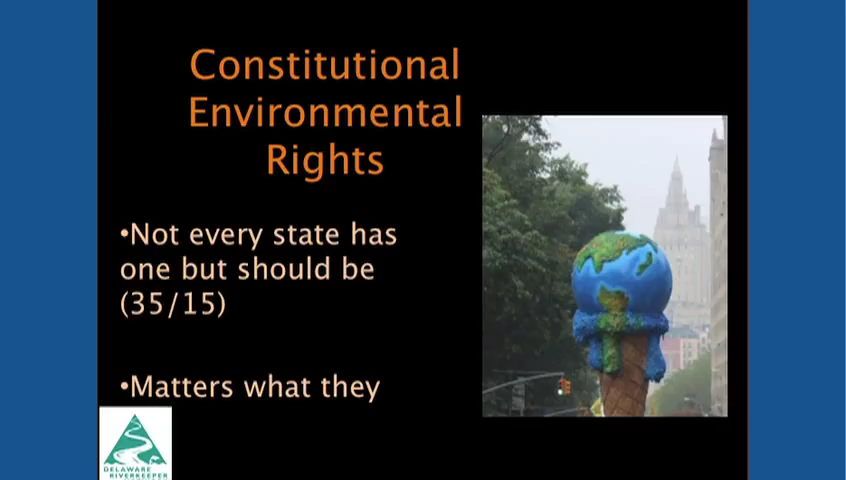 Constitutional
Environmental
Rights
•Not every state has
one but should be
(35/15)
•Matters what they
DELAWARE
RIVERKEEPER